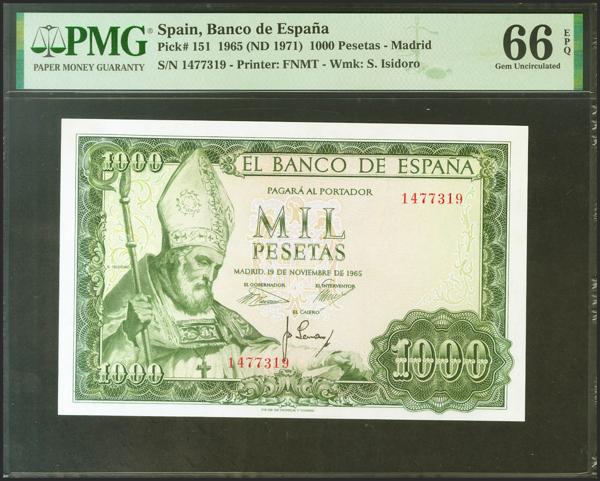 PMG
PAPER MONEY GUARANTY
Spain, Banco de España
Pick# 151 1965 (ND 1971) 1000 Pesetas - Madrid
S/N 1477319 - Printer: FNMT - Wmk: S. Isidoro
66 EPQ
Gem Uncirculated
1000
EL BANCO DE ESPAÑA
PAGARÁ AL PORTADOR
1477319
MIL
PESETAS
MADRID, 19 DE NOVIEMBRE DE 1965
EL GOBERNADOR
EL INTERVENTOR
EL CAJERO
1477319
1000
1000